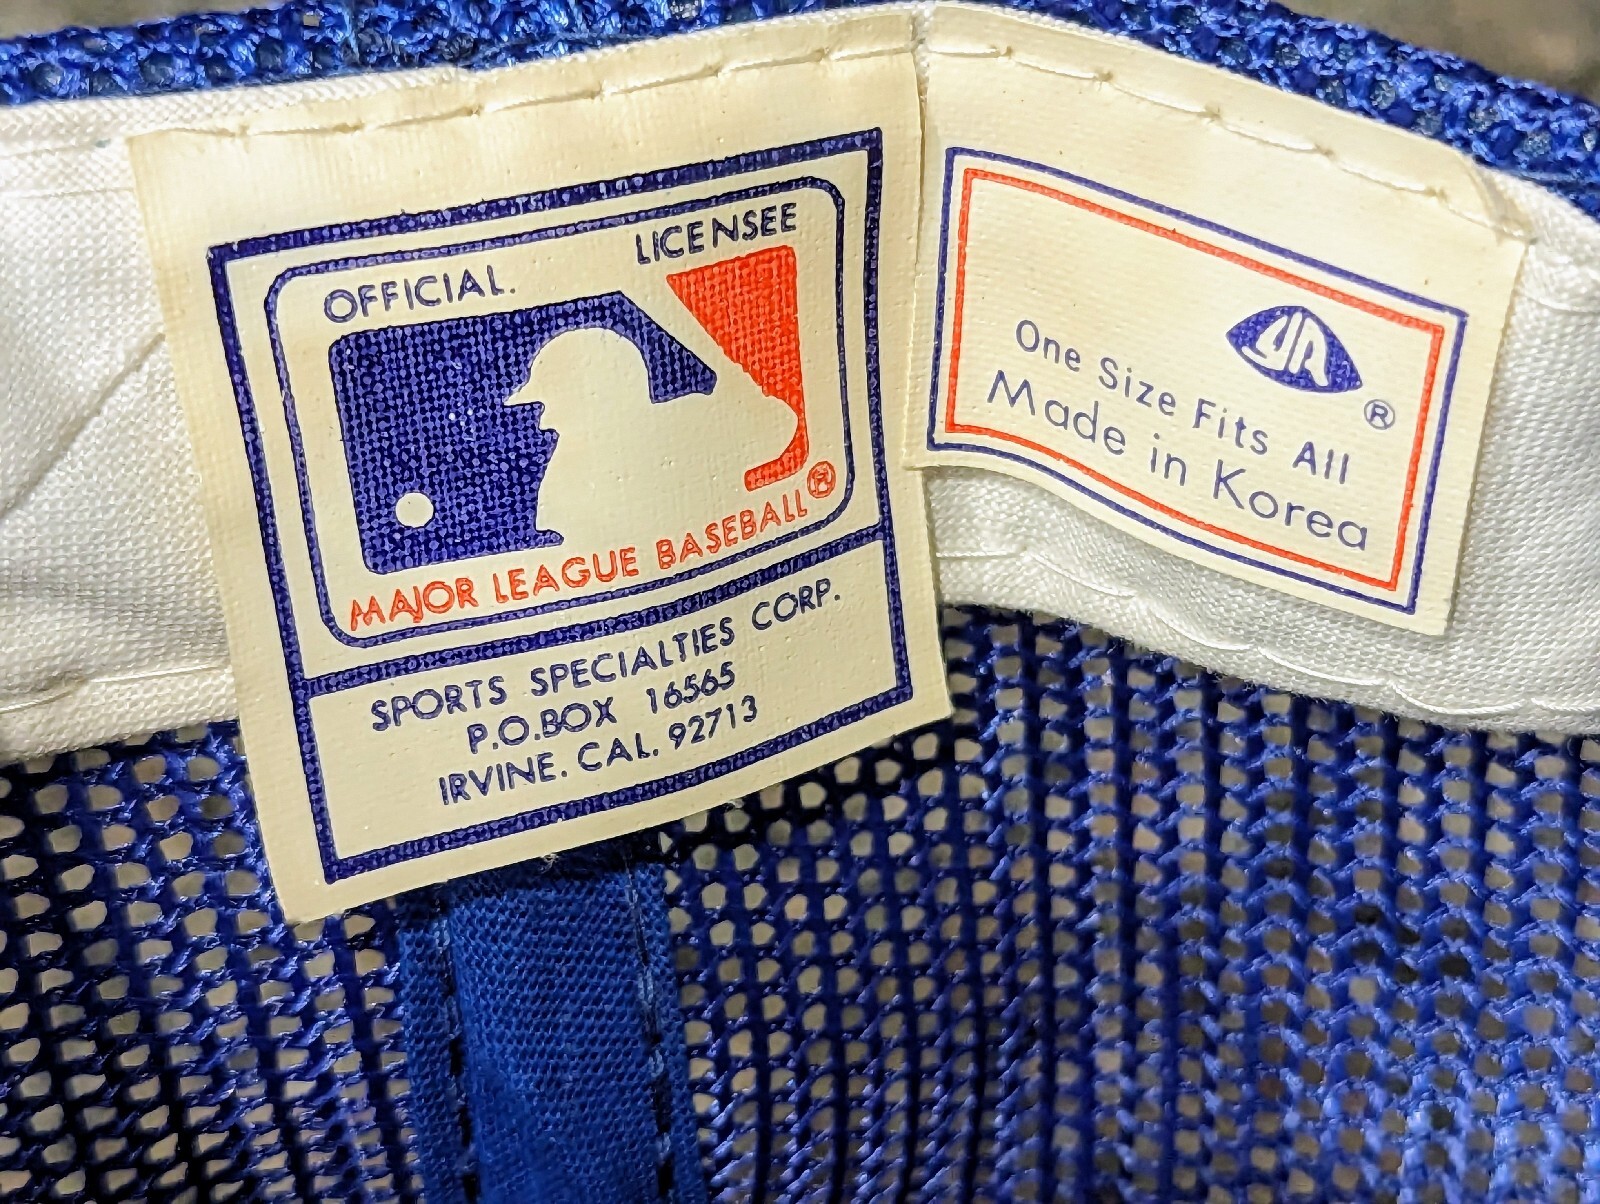 OFFICIAL. LICENSEE
MAJOR LEAGUE BASEBALL®
SPORTS SPECIALTIES CORP.
P.O.BOX 16565
IRVINE. CAL. 92713
®
One Size Fits All
Made in Korea